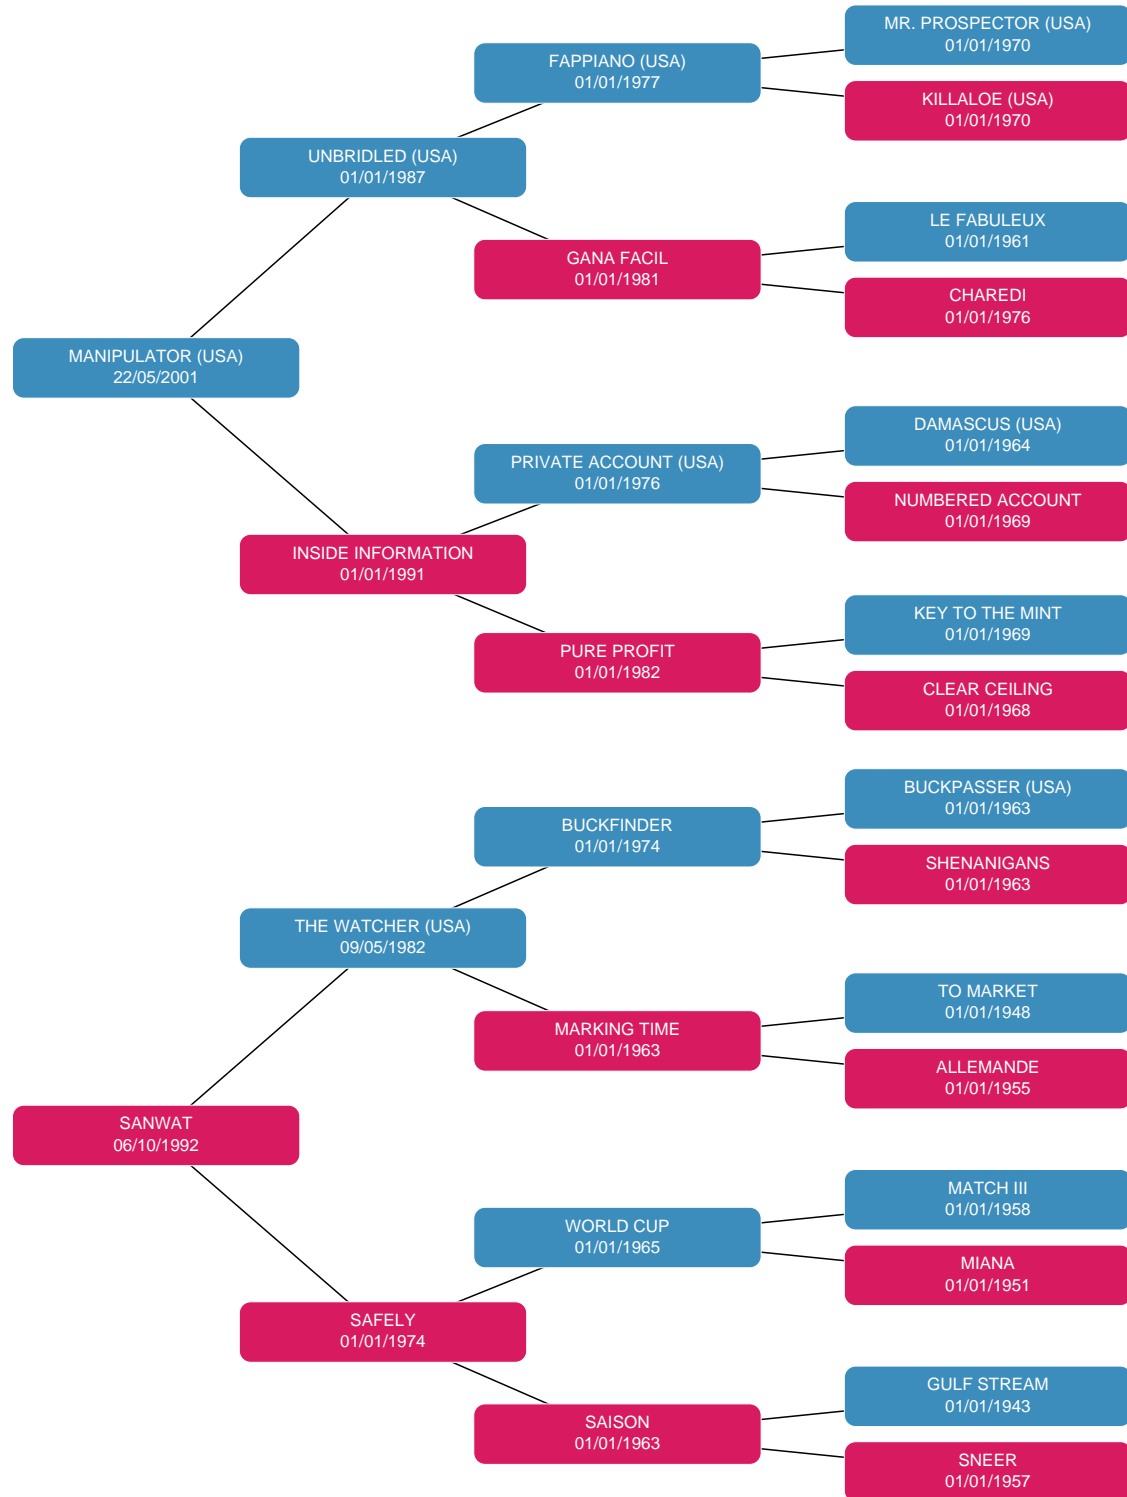 MR. PROSPECTOR (USA)
01/01/1970
FAPPIANO (USA)
01/01/1977
KILLALOE (USA)
01/01/1970
UNBRIDLED (USA)
01/01/1987
LE FABULEUX
01/01/1961
GANA FACIL
01/01/1981
CHAREDI
01/01/1976
MANIPULATOR (USA)
22/05/2001
DAMASCUS (USA)
01/01/1964
PRIVATE ACCOUNT (USA)
01/01/1976
NUMBERED ACCOUNT
01/01/1969
INSIDE INFORMATION
01/01/1991
KEY TO THE MINT
01/01/1969
PURE PROFIT
01/01/1982
CLEAR CEILING
01/01/1968
BUCKPASSER (USA)
01/01/1963
BUCKFINDER
01/01/1974
SHENANIGANS
01/01/1963
THE WATCHER (USA)
09/05/1982
TO MARKET
01/01/1948
MARKING TIME
01/01/1963
ALLEMANDE
01/01/1955
SANWAT
06/10/1992
MATCH III
01/01/1958
WORLD CUP
01/01/1965
MIANA
01/01/1951
SAFELY
01/01/1974
GULF STREAM
01/01/1943
SAISON
01/01/1963
SNEER
01/01/1957